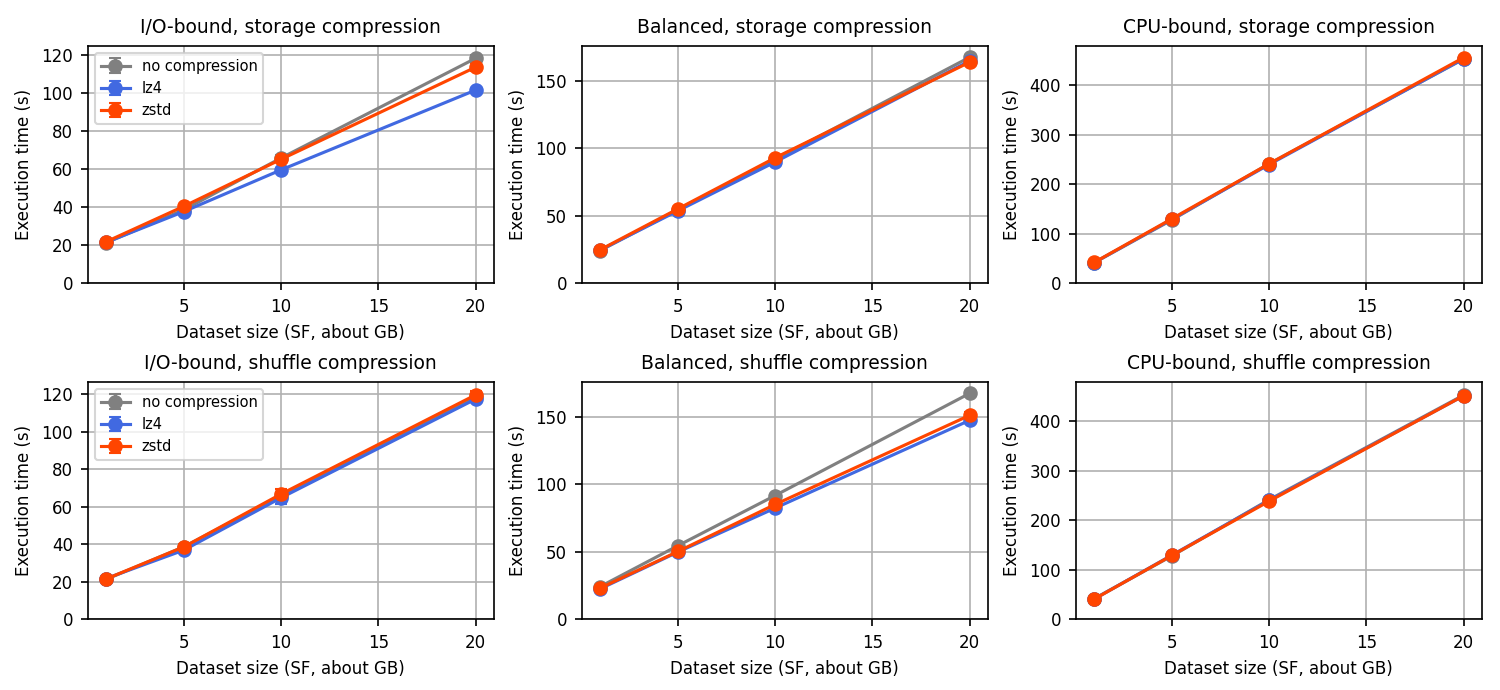 I/O-bound, storage compression
Balanced, storage compression
CPU-bound, storage compression
Execution time (s)
120
100
80
60
40
20
0
no compression
lz4
zstd
5
10
15
20
Dataset size (SF, about GB)
Execution time (s)
150
100
50
0
5
10
15
20
Dataset size (SF, about GB)
Execution time (s)
400
300
200
100
0
5
10
15
20
Dataset size (SF, about GB)
I/O-bound, shuffle compression
Balanced, shuffle compression
CPU-bound, shuffle compression
Execution time (s)
120
100
80
60
40
20
0
no compression
lz4
zstd
5
10
15
20
Dataset size (SF, about GB)
Execution time (s)
150
100
50
0
5
10
15
20
Dataset size (SF, about GB)
Execution time (s)
400
300
200
100
0
5
10
15
20
Dataset size (SF, about GB)